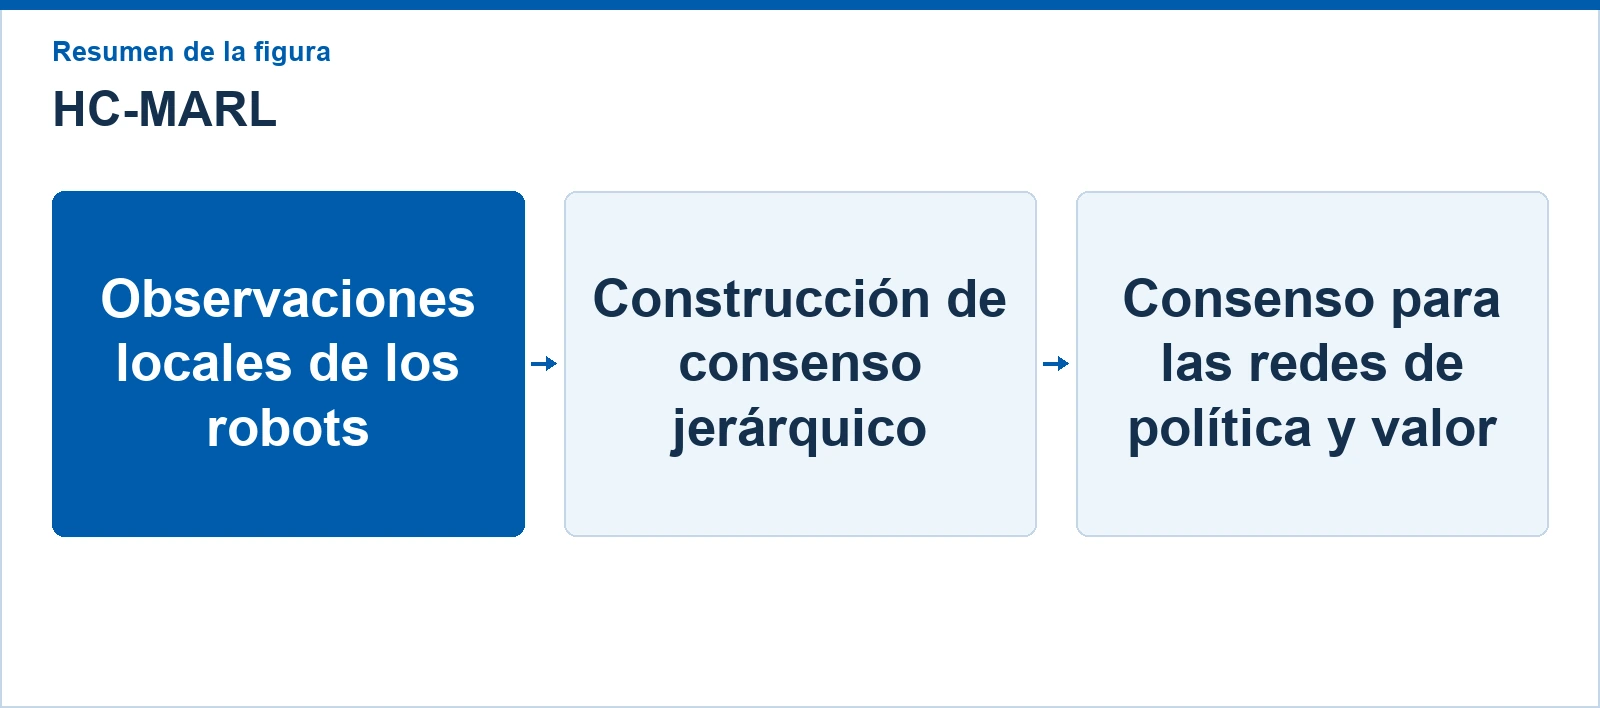 Resumen de la figura
HC-MARL
Observaciones
locales de los
robots
Construcción de
consenso
jerárquico
Consenso para
las redes de
política y valor